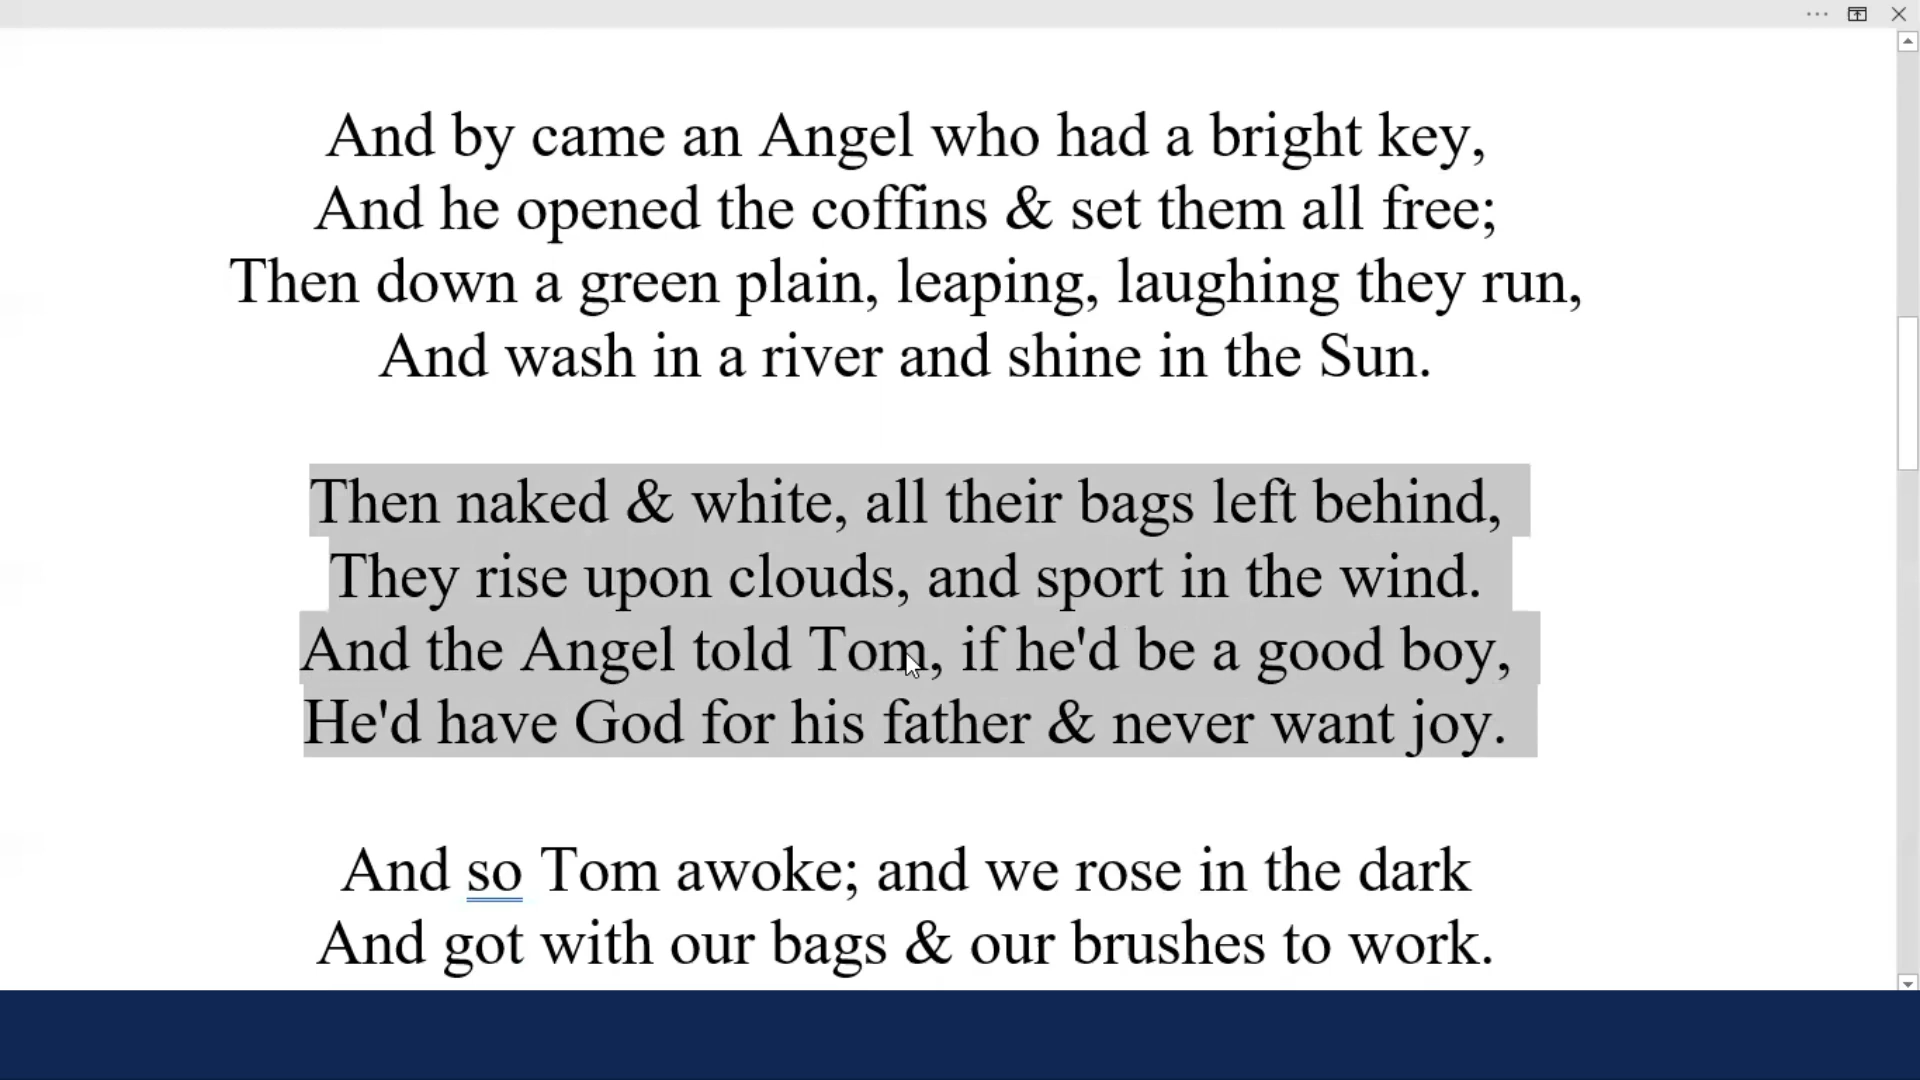 And by came an Angel who had a bright key,
And he opened the coffins & set them all free;
Then down a green plain, leaping, laughing they run,
And wash in a river and shine in the Sun.
Then naked & white, all their bags left behind,
They rise upon clouds, and sport in the wind.
And the Angel told Tom, if he'd be a good boy,
He'd have God for his father & never want joy.
And so Tom awoke; and we rose in the dark
And got with our bags & our brushes to work.